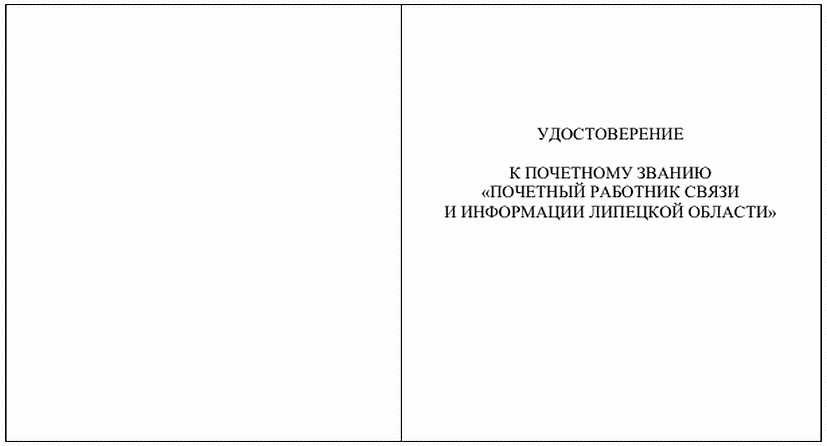 УДОСТОВЕРЕНИЕ
К ПОЧЕТНОМУ ЗВАНИЮ
«ПОЧЕТНЫЙ РАБОТНИК СВЯЗИ
И ИНФОРМАЦИИ ЛИПЕЦКОЙ ОБЛАСТИ»